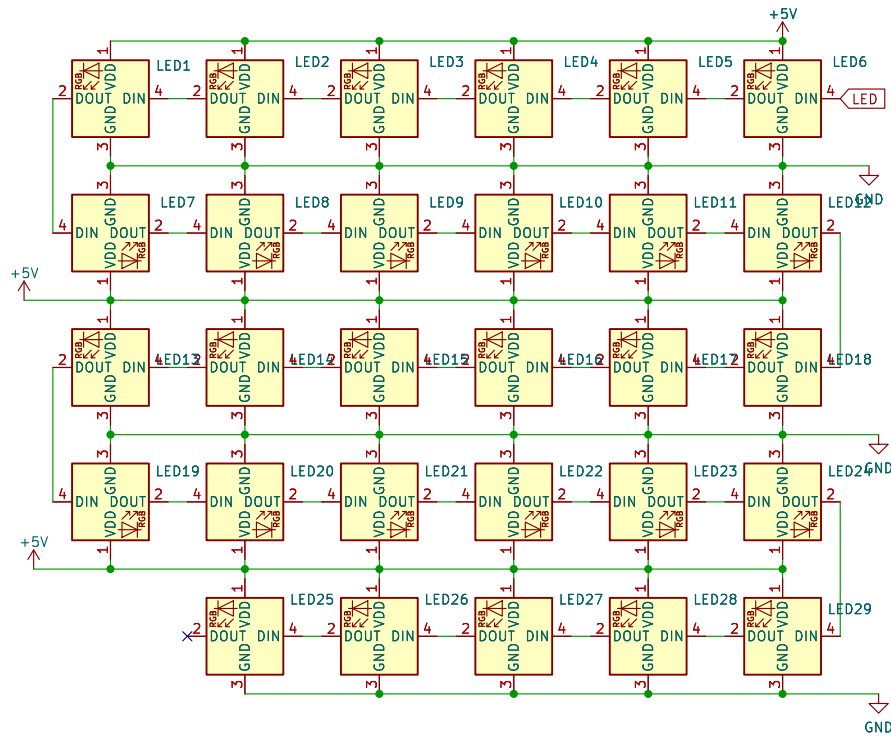 +5V
LED1 LED2 LED3 LED4 LED5 LED6
1 1 1 1 1 1
RGB VDD RGB VDD RGB VDD RGB VDD RGB VDD RGB VDD
2 DOUT DIN 4 2 DOUT DIN 4 2 DOUT DIN 4 2 DOUT DIN 4 2 DOUT DIN 4 2 DOUT DIN 4 LED
GND GND GND GND GND GND
3 3 3 3 3 3
GND
3 3 3 3 3 3
LED7 LED8 LED9 LED10 LED11 LED12
GND GND GND GND GND GND
4 DIN DOUT 2 4 DIN DOUT 2 4 DIN DOUT 2 4 DIN DOUT 2 4 DIN DOUT 2 4 DIN DOUT 2
VDD RGB VDD RGB VDD RGB VDD RGB VDD RGB VDD RGB
1 1 1 1 1 1
+5V
1 1 1 1 1 1
RGB VDD RGB VDD RGB VDD RGB VDD RGB VDD RGB VDD
LED13 LED14 LED15 LED16 LED17 LED18
2 DOUT DIN 4 2 DOUT DIN 4 2 DOUT DIN 4 2 DOUT DIN 4 2 DOUT DIN 4 2 DOUT DIN 4
GND GND GND GND GND GND
3 3 3 3 3 3
GND
3 3 3 3 3 3
LED19 LED20 LED21 LED22 LED23 LED24
GND GND GND GND GND GND
4 DIN DOUT 2 4 DIN DOUT 2 4 DIN DOUT 2 4 DIN DOUT 2 4 DIN DOUT 2 4 DIN DOUT 2
VDD RGB VDD RGB VDD RGB VDD RGB VDD RGB VDD RGB
1 1 1 1 1 1
+5V
1 1 1 1 1
LED25 LED26 LED27 LED28 LED29
RGB VDD RGB VDD RGB VDD RGB VDD RGB VDD
2 DOUT DIN 4 2 DOUT DIN 4 2 DOUT DIN 4 2 DOUT DIN 4 2 DOUT DIN 4
GND GND GND GND GND
3 3 3 3 3
GND